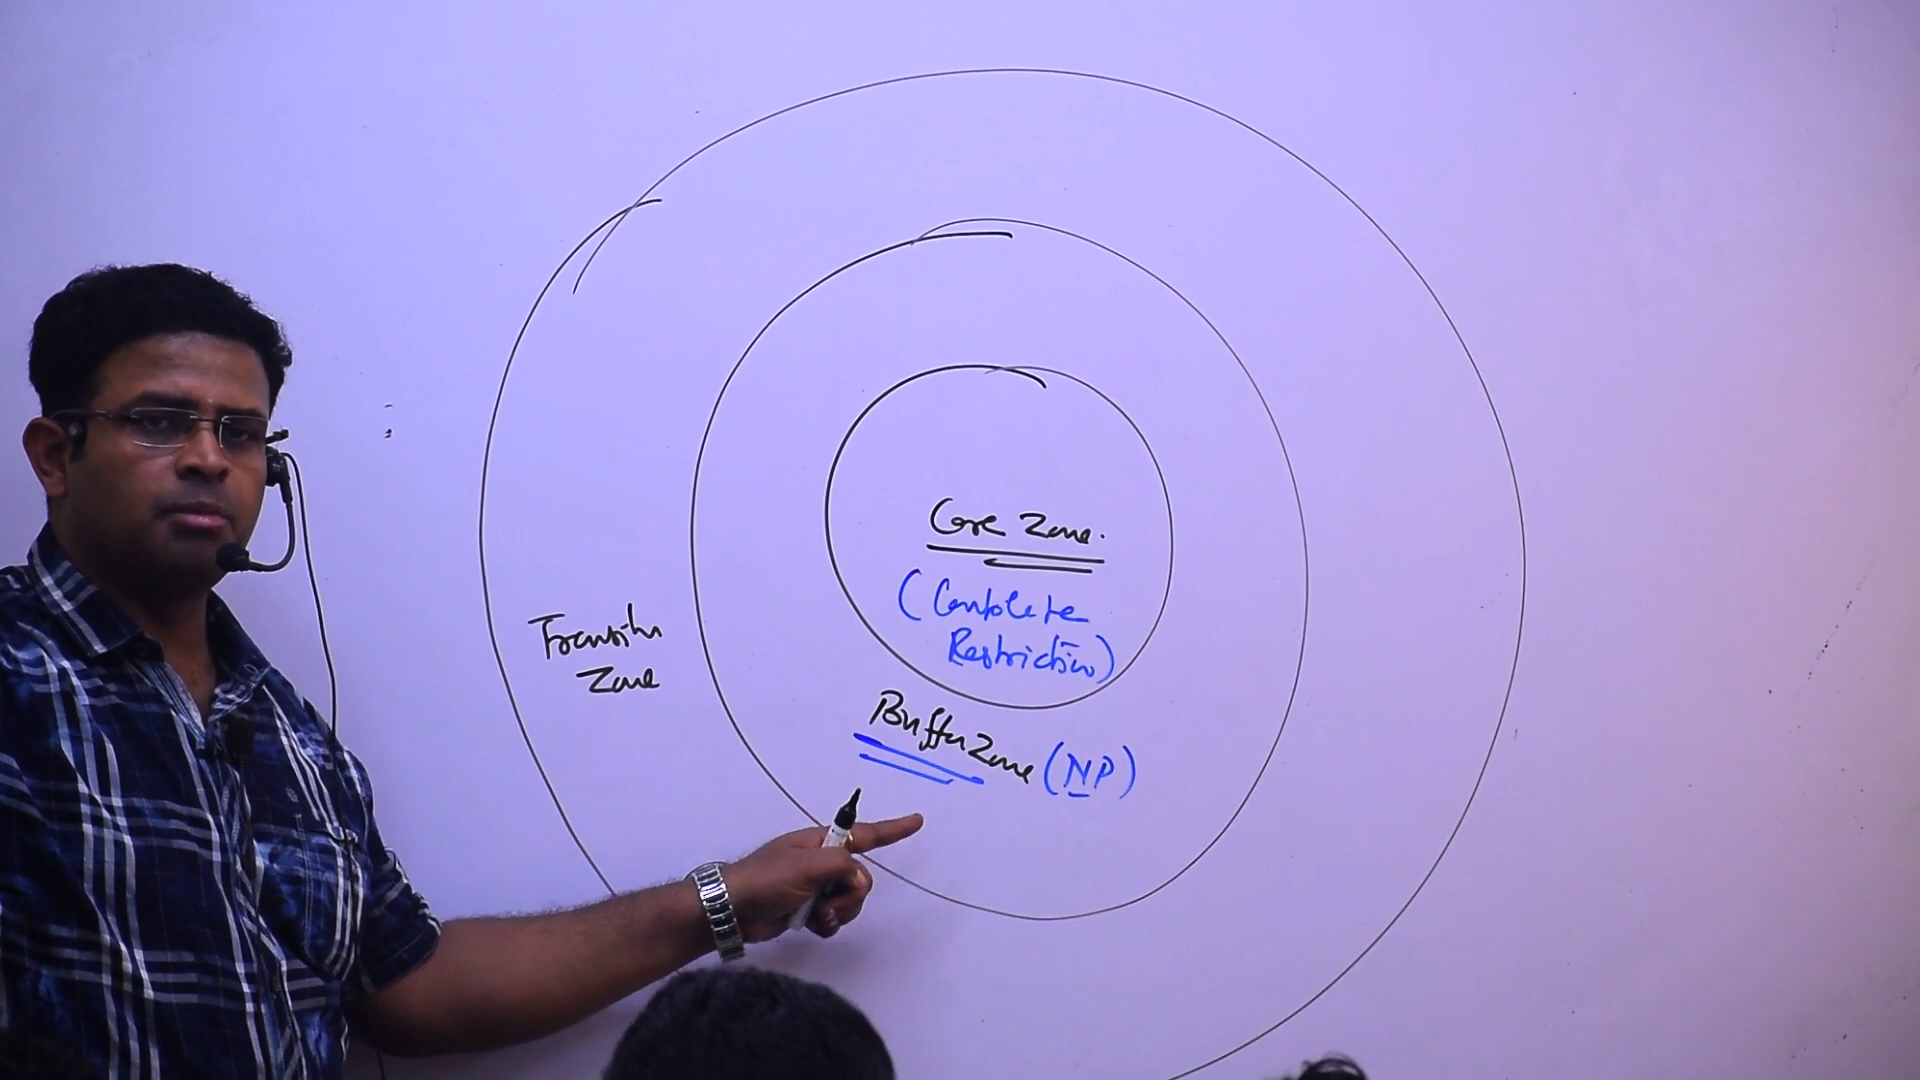 Core Zone.
(Complete
Restriction)
Transition
Zone
Buffer Zone (NP)